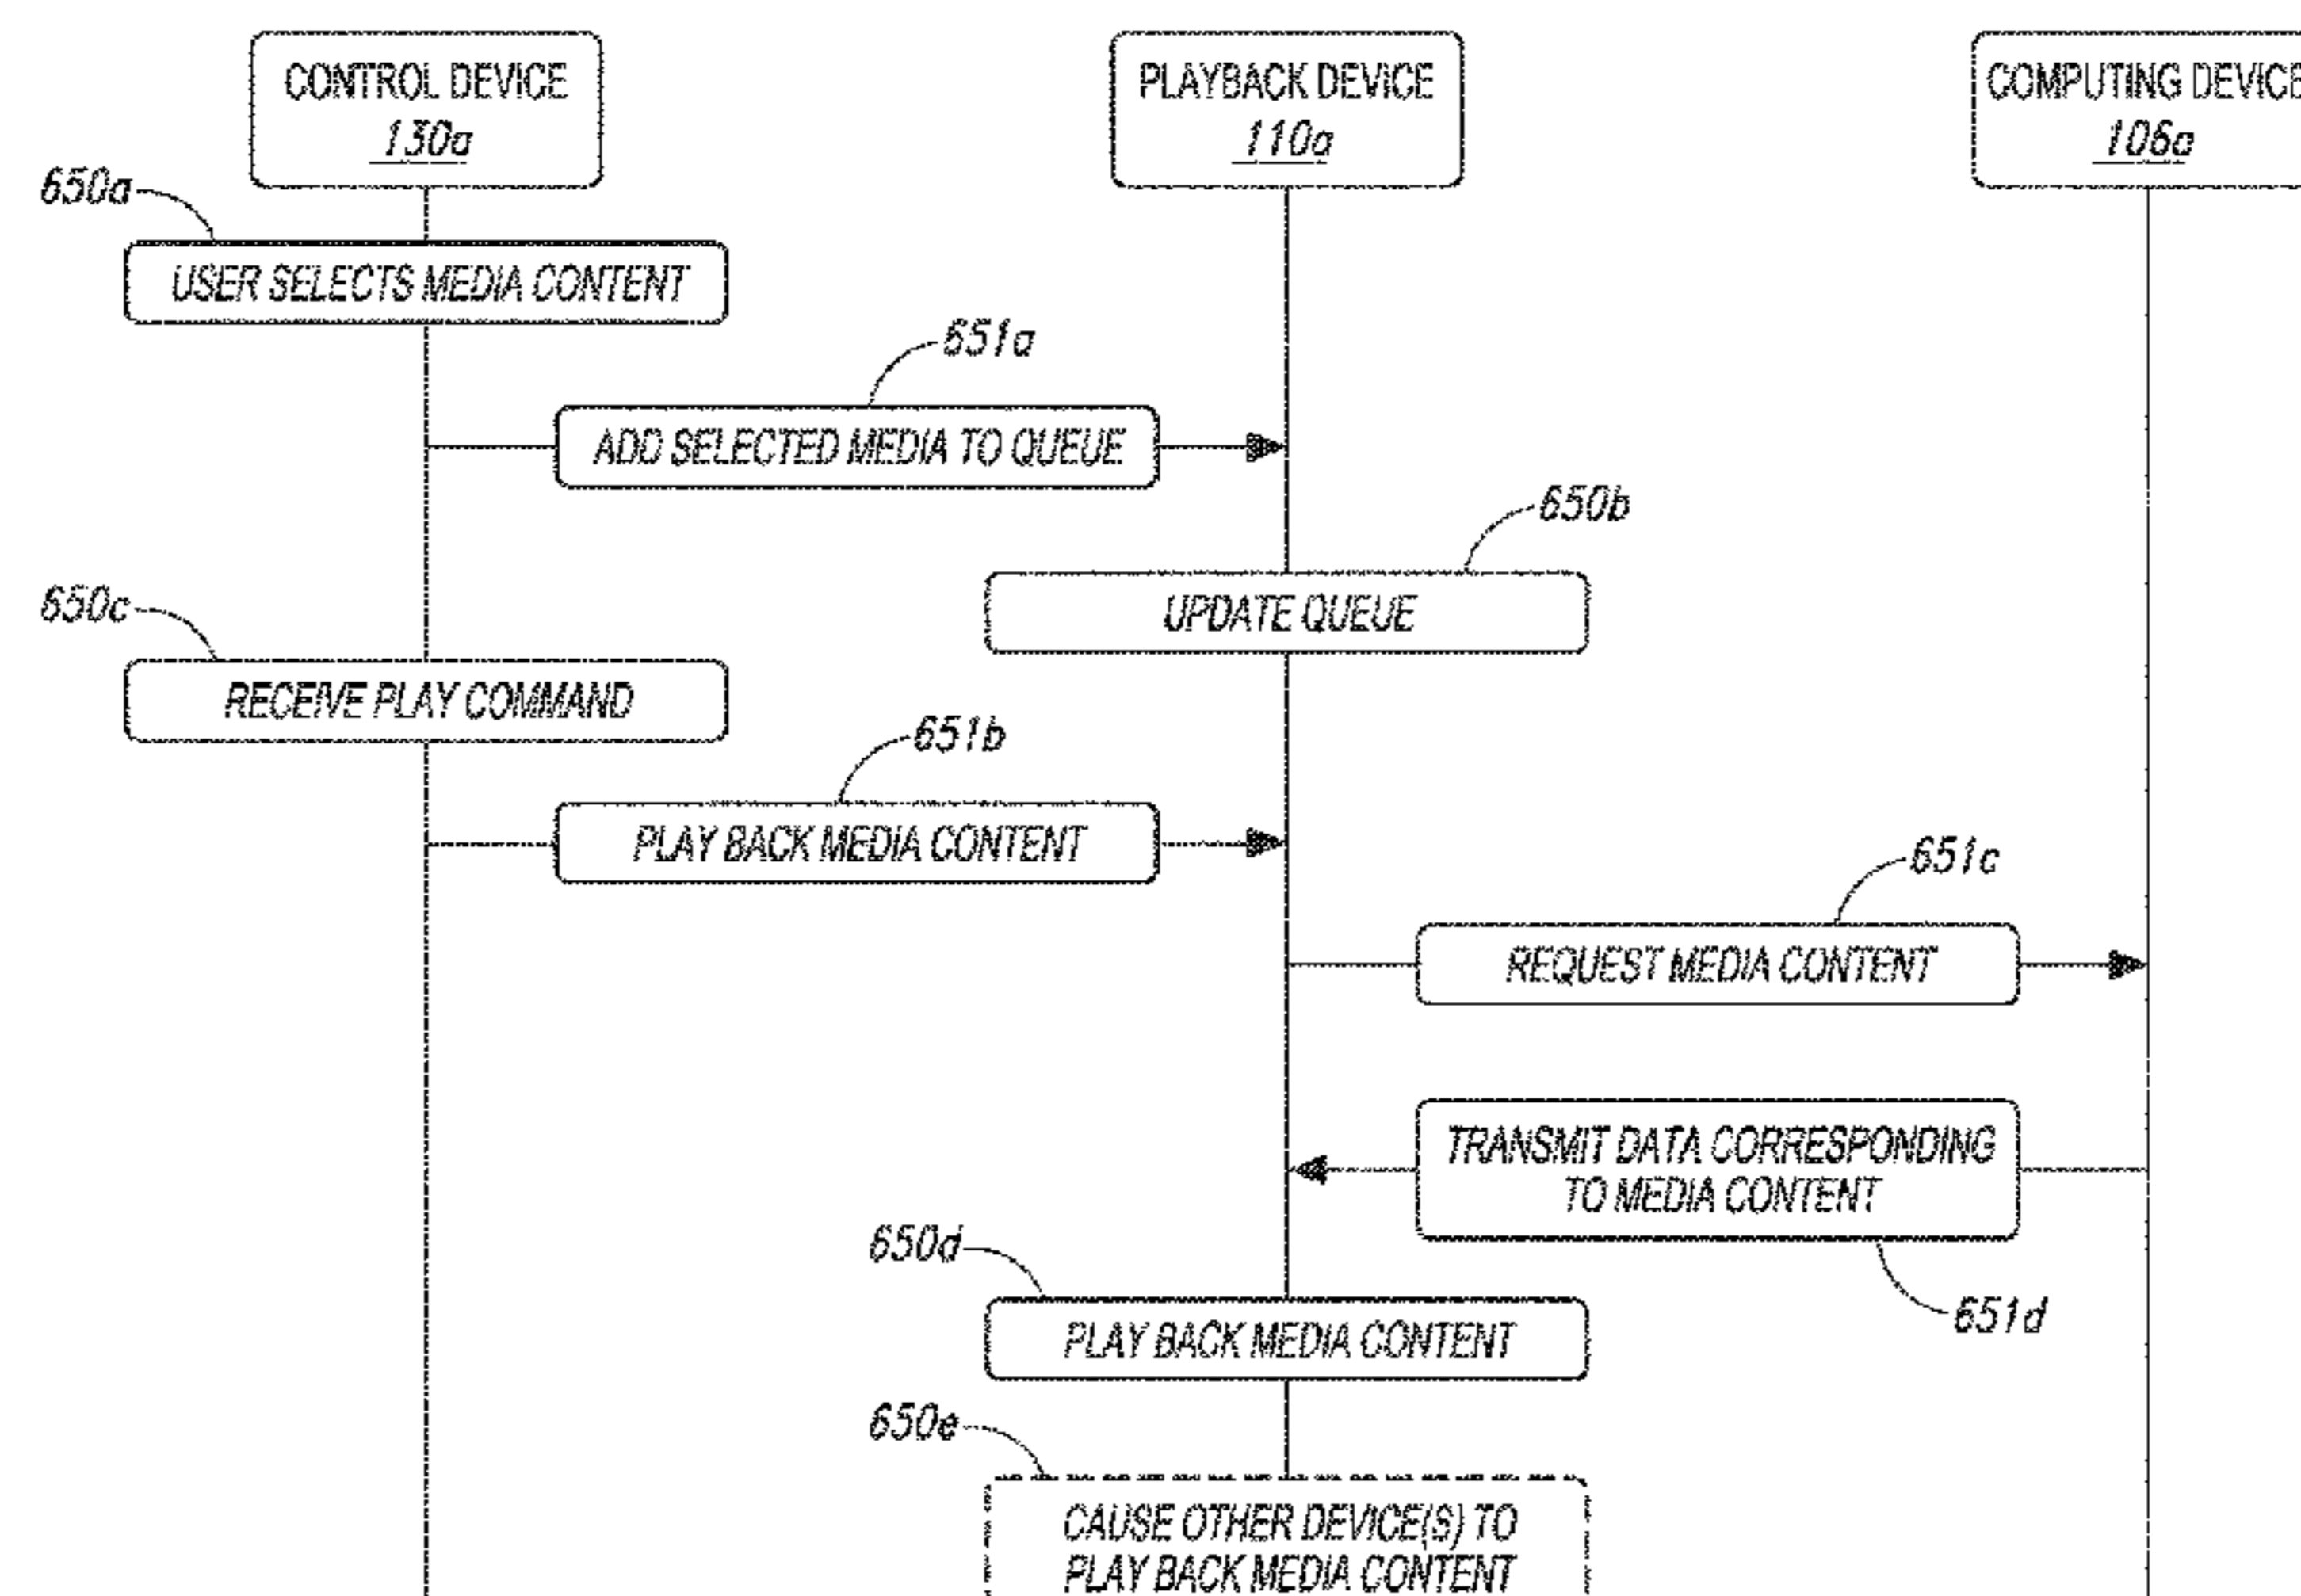 CONTROL DEVICE
130a
PLAYBACK DEVICE
110a
COMPUTING DEVICE
106a
650a
USER SELECTS MEDIA CONTENT
651a
ADD SELECTED MEDIA TO QUEUE
650b
UPDATE QUEUE
650c
RECEIVE PLAY COMMAND
651b
PLAY BACK MEDIA CONTENT
651c
REQUEST MEDIA CONTENT
TRANSMIT DATA CORRESPONDING
TO MEDIA CONTENT
651d
650d
PLAY BACK MEDIA CONTENT
650e
CAUSE OTHER DEVICE(S) TO
PLAY BACK MEDIA CONTENT